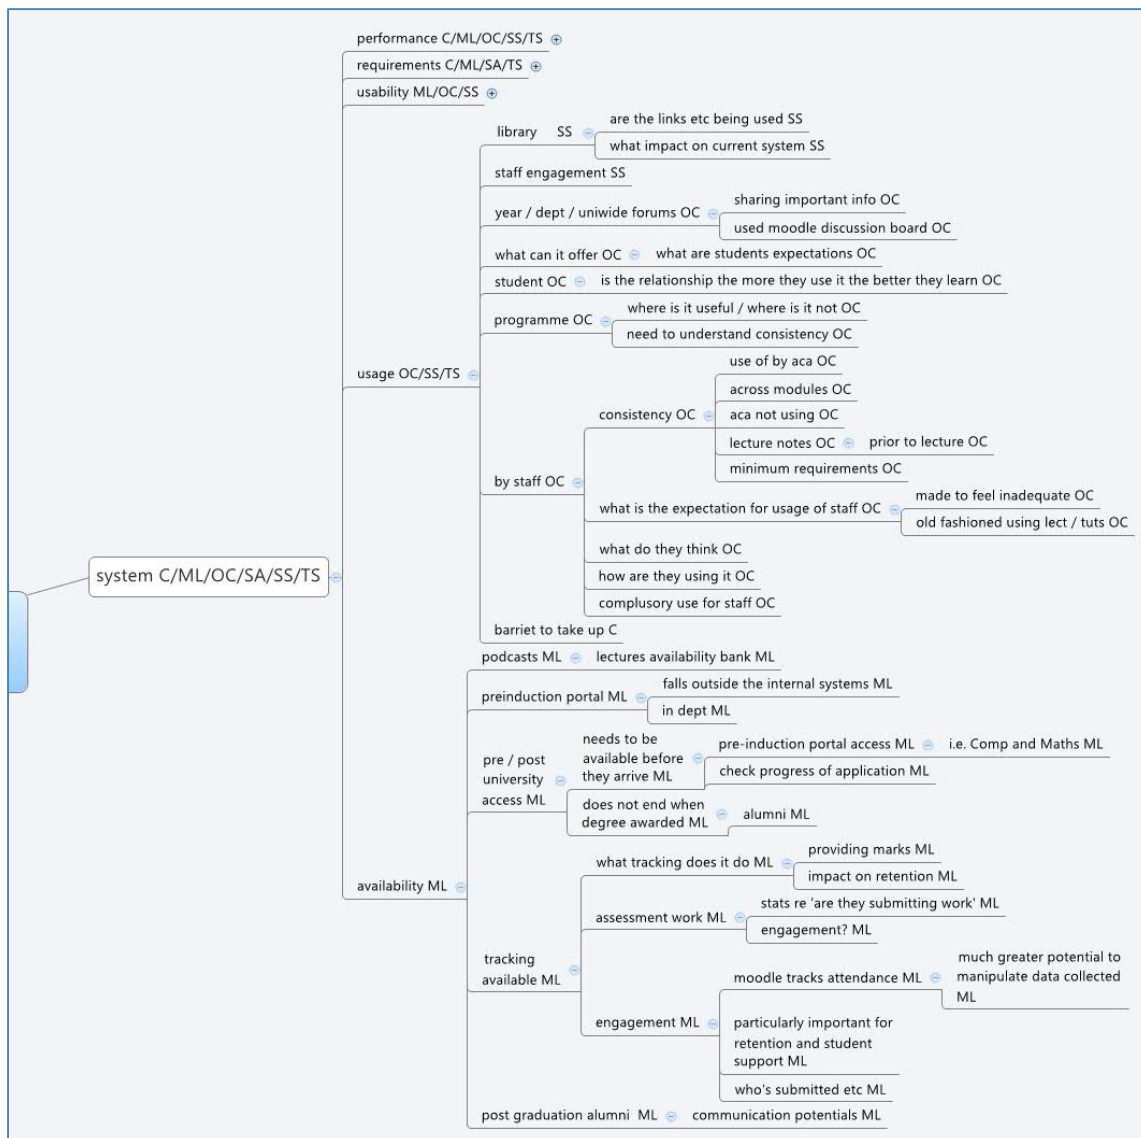 performance C/ML/OC/SS/TS
requirements C/ML/SA/TS
usability ML/OC/SS
library SS
are the links etc being used SS
what impact on current system SS
staff engagement SS
year / dept / uniwide forums OC
sharing important info OC
used moodle discussion board OC
what can it offer OC
what are students expectations OC
student OC
is the relationship the more they use it the better they learn OC
programme OC
where is it useful / where is it not OC
need to understand consistency OC
usage OC/SS/TS
by staff OC
consistency OC
use of by aca OC
across modules OC
aca not using OC
lecture notes OC
prior to lecture OC
minimum requirements OC
what is the expectation for usage of staff OC
made to feel inadequate OC
old fashioned using lect / tuts OC
what do they think OC
how are they using it OC
complusory use for staff OC
barriet to take up C
system C/ML/OC/SA/SS/TS
podcasts ML
lectures availability bank ML
preinduction portal ML
falls outside the internal systems ML
in dept ML
pre / post
university
access ML
needs to be
available before
they arrive ML
pre-induction portal access ML
i.e. Comp and Maths ML
check progress of application ML
does not end when
degree awarded ML
alumni ML
availability ML
tracking
available ML
what tracking does it do ML
providing marks ML
impact on retention ML
assessment work ML
stats re 'are they submitting work' ML
engagement? ML
engagement ML
moodle tracks attendance ML
much greater potential to
manipulate data collected
ML
particularly important for
retention and student
support ML
who's submitted etc ML
post graduation alumni ML
communication potentials ML